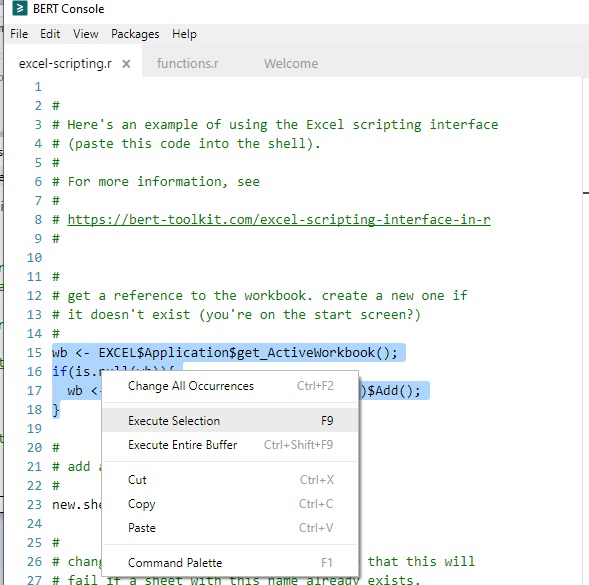 BERT Console
File Edit View Packages Help
excel-scripting.r × functions.r Welcome
1
2 #
3 # Here's an example of using the Excel scripting interface
4 # (paste this code into the shell).
5 #
6 # For more information, see
7 #
8 # https://bert-toolkit.com/excel-scripting-interface-in-r
9 #
10
11 #
12 # get a reference to the workbook. create a new one if
13 # it doesn't exist (you're on the start screen?)
14 #
15 wb <- EXCEL$Application$get_ActiveWorkbook();
16 if(is.null(wb)){
17 wb < )$Add();
18 }
19
20 #
21 # add
22 #
23 new.she
24
25 #
26 # chang that this will
27 # fail if a sheet with this name already exists.
Change All Occurrences Ctrl+F2
Execute Selection F9
Execute Entire Buffer Ctrl+Shift+F9
Cut Ctrl+X
Copy Ctrl+C
Paste Ctrl+V
Command Palette F1